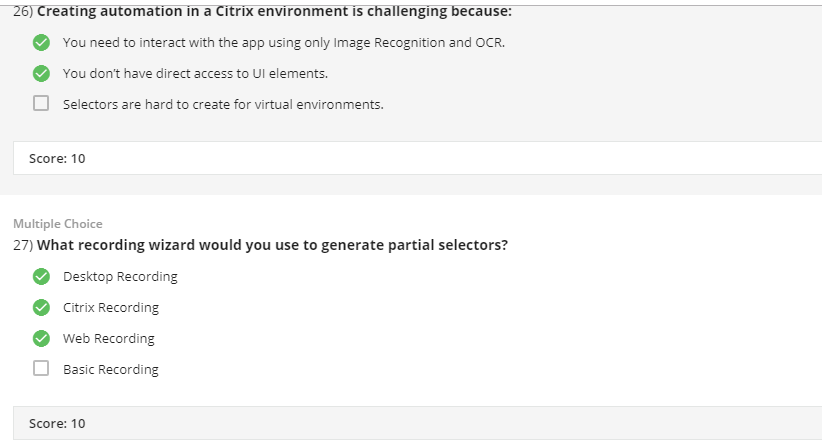 26) Creating automation in a Citrix environment is challenging because:
You need to interact with the app using only Image Recognition and OCR.
You don't have direct access to UI elements.
Selectors are hard to create for virtual environments.
Score: 10
Multiple Choice
27) What recording wizard would you use to generate partial selectors?
Desktop Recording
Citrix Recording
Web Recording
Basic Recording
Score: 10